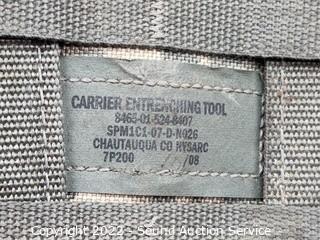 CARRIER ENTRENCHING TOOL
8465-01-524-8407
SPM1C1-07-D-N026
CHAUTAUQUA CO NYSARC
7P200 / /08
Copyright 2022 - Sound Auction Service -